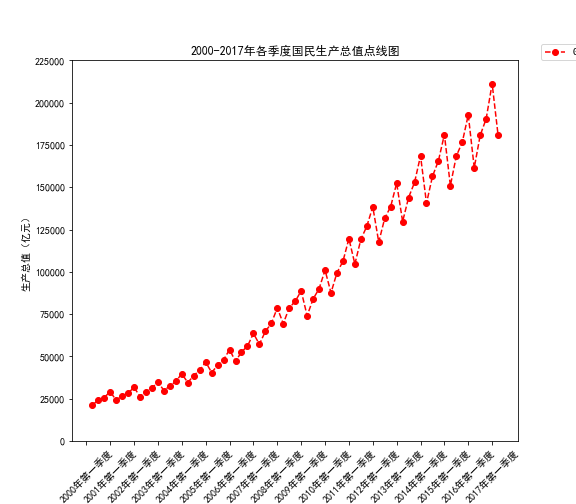 2000-2017年各季度国民生产总值点线图
225000
200000
175000
150000
125000
100000
75000
50000
25000
0
生产总值（亿元）
2000年第一季度
2001年第一季度
2002年第一季度
2003年第一季度
2004年第一季度
2005年第一季度
2006年第一季度
2007年第一季度
2008年第一季度
2009年第一季度
2010年第一季度
2011年第一季度
2012年第一季度
2013年第一季度
2014年第一季度
2015年第一季度
2016年第一季度
2017年第一季度